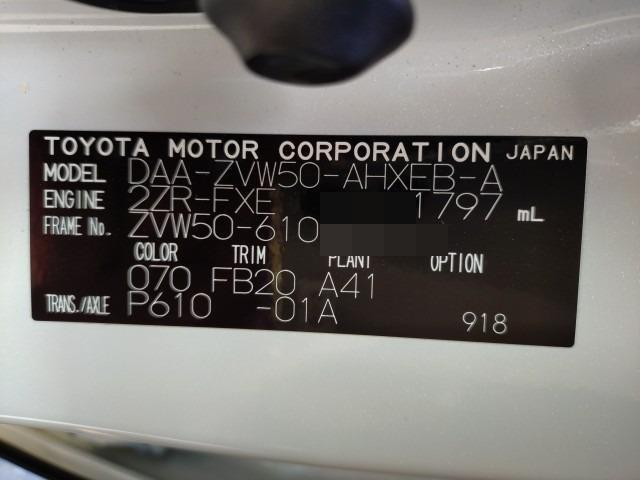 TOYOTA MOTOR CORPORATION JAPAN
MODEL DAA-ZVW50-AHXEB-A
ENGINE 2ZR-FXE 1797 mL
FRAME No. ZVW50-610
COLOR TRIM PLANT OPTION
070 FB20 A41
TRANS./AXLE P610 -01A 918